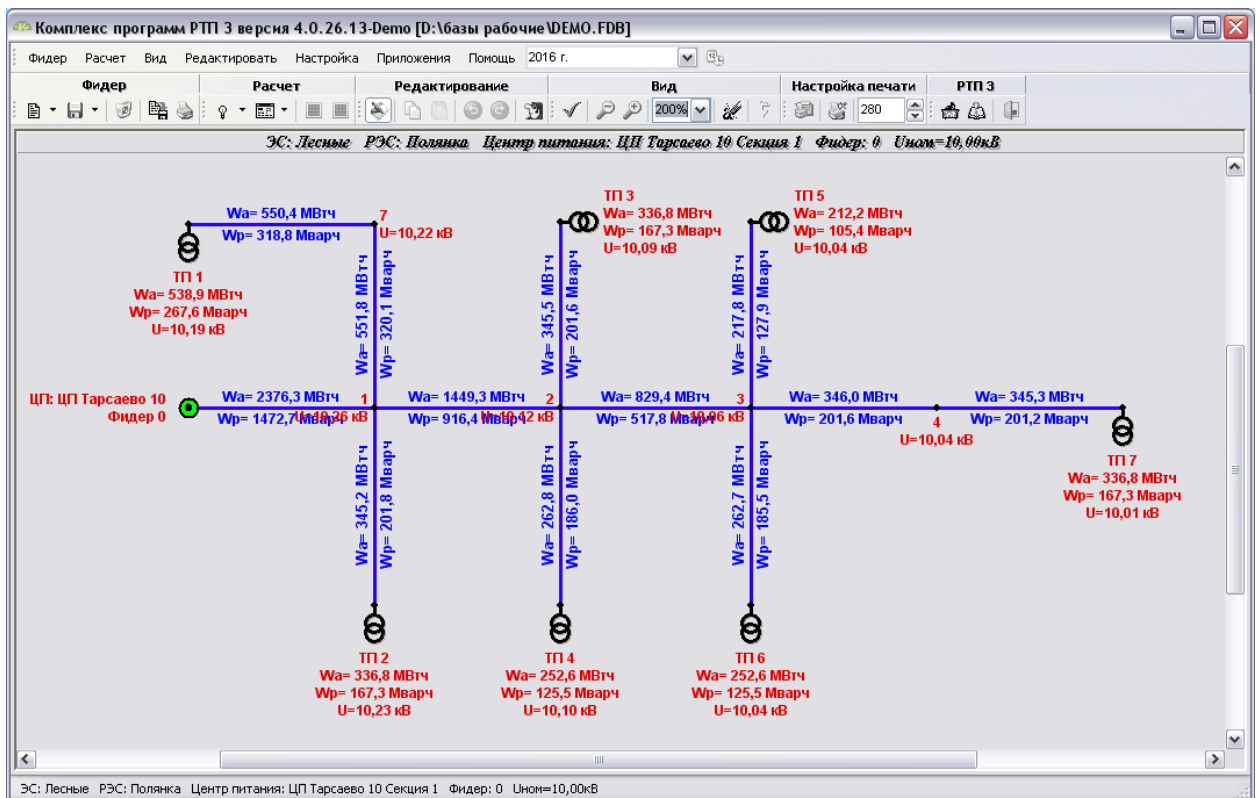 Комплекс программ РТП 3 версия 4.0.26.13-Demo [D:\базы рабочие\DEMO.FDB]
Фидер Расчет Вид Редактировать Настройка Приложения Помощь 2016 г.
Фидер Расчет Редактирование Вид Настройка печати РТП 3
200% 280
ЭС: Лесные РЭС: Полянка Центр питания: ЦП Тарсаево 10 Секция 1 Фидер: 0 Uном=10,00кВ
Wa= 550,4 МВтч
Wp= 318,8 Мварч
7
U=10,22 кВ
ТП 1
Wa= 538,9 МВтч
Wp= 267,6 Мварч
U=10,19 кВ
Wa= 551,8 МВтч
Wp= 320,1 Мварч
ТП 3
Wa= 336,8 МВтч
Wp= 167,3 Мварч
U=10,09 кВ
Wa= 345,5 МВтч
Wp= 201,6 Мварч
ТП 5
Wa= 212,2 МВтч
Wp= 105,4 Мварч
U=10,04 кВ
Wa= 217,8 МВтч
Wp= 127,9 Мварч
ЦП: ЦП Тарсаево 10
Фидер 0
Wa= 2376,3 МВтч
Wp= 1472,7 Мварч
1
U=10,26 кВ
Wa= 1449,3 МВтч
Wp= 916,4 Мварч
2
U=10,12 кВ
Wa= 829,4 МВтч
Wp= 517,8 Мварч
3
U=10,06 кВ
Wa= 346,0 МВтч
Wp= 201,6 Мварч
4
U=10,04 кВ
Wa= 345,3 МВтч
Wp= 201,2 Мварч
ТП 7
Wa= 336,8 МВтч
Wp= 167,3 Мварч
U=10,01 кВ
Wa= 345,2 МВтч
Wp= 201,8 Мварч
ТП 2
Wa= 336,8 МВтч
Wp= 167,3 Мварч
U=10,23 кВ
Wa= 262,8 МВтч
Wp= 186,0 Мварч
ТП 4
Wa= 252,6 МВтч
Wp= 125,5 Мварч
U=10,10 кВ
Wa= 262,7 МВтч
Wp= 185,5 Мварч
ТП 6
Wa= 252,6 МВтч
Wp= 125,5 Мварч
U=10,04 кВ
ЭС: Лесные РЭС: Полянка Центр питания: ЦП Тарсаево 10 Секция 1 Фидер: 0 Uном=10,00кВ